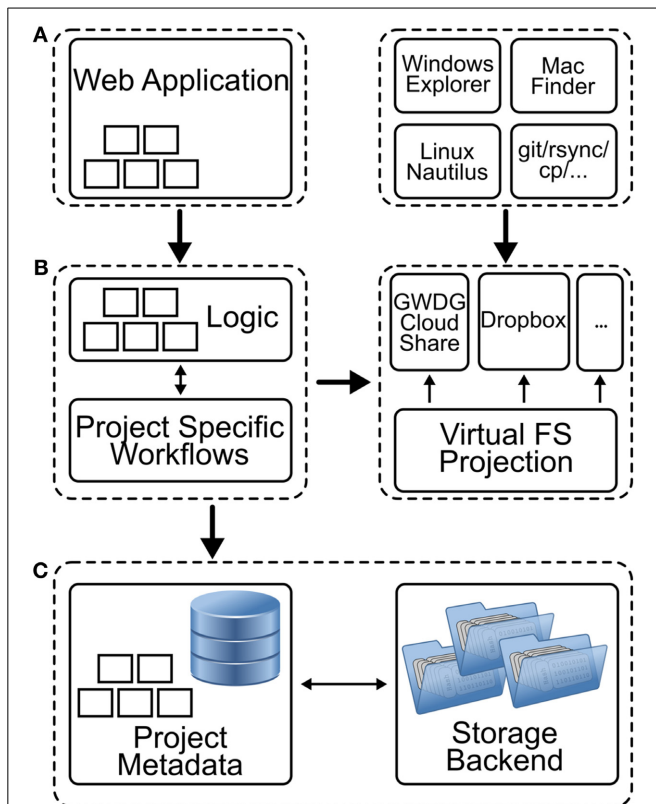 A
Web Application
Windows
Explorer
Mac
Finder
Linux
Nautilus
git/rsync/
cp/...
B
Logic
Project Specific
Workflows
GWDG
Cloud
Share
Dropbox
...
Virtual FS
Projection
C
Project
Metadata
Storage
Backend